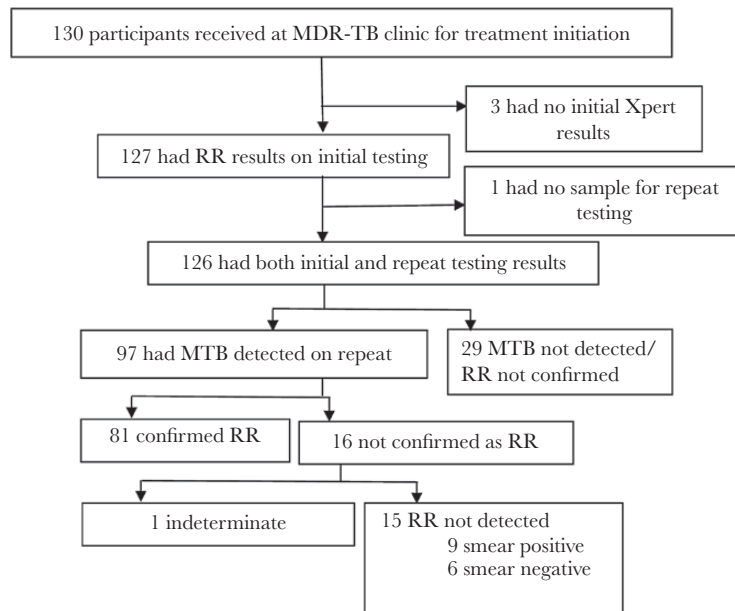 130 participants received at MDR-TB clinic for treatment initiation
3 had no initial Xpert
results
127 had RR results on initial testing
1 had no sample for repeat
testing
126 had both initial and repeat testing results
97 had MTB detected on repeat
29 MTB not detected/
RR not confirmed
81 confirmed RR
16 not confirmed as RR
1 indeterminate
15 RR not detected
9 smear positive
6 smear negative